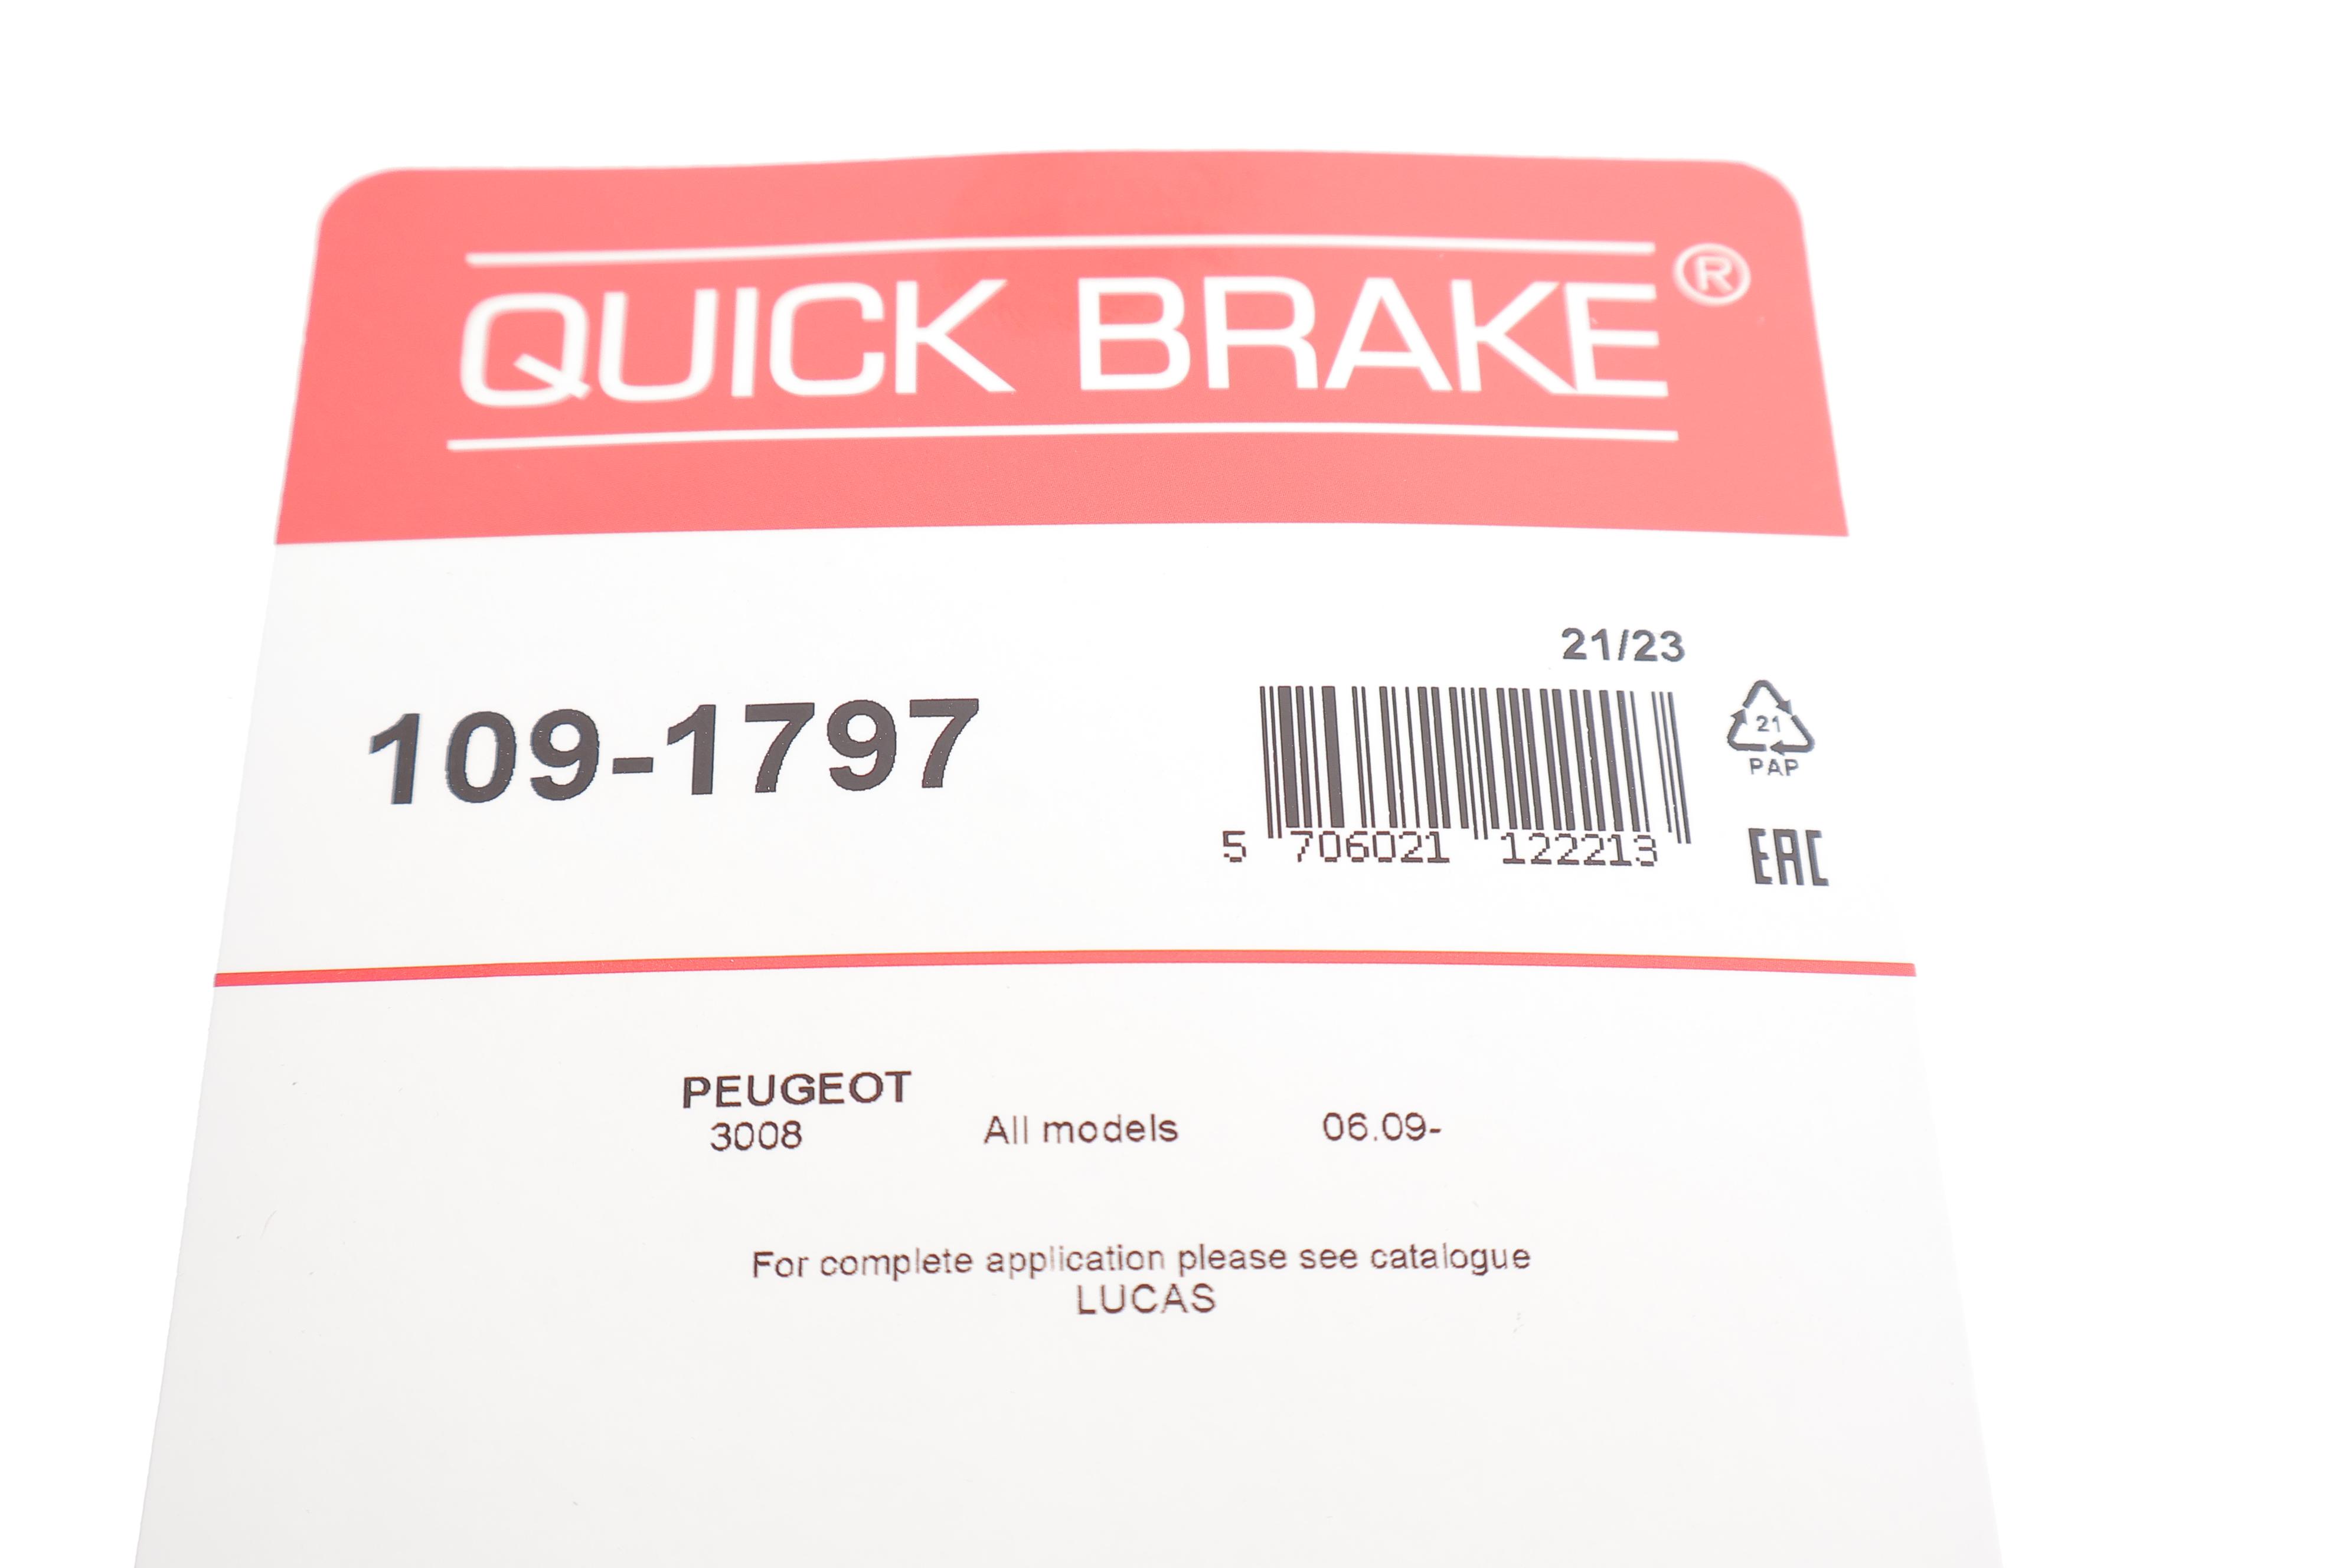 QUICK BRAKE®
21/23
109-1797
21
PAP
5 706021 122213
EAC
PEUGEOT
3008 All models 06.09-
For complete application please see catalogue
LUCAS